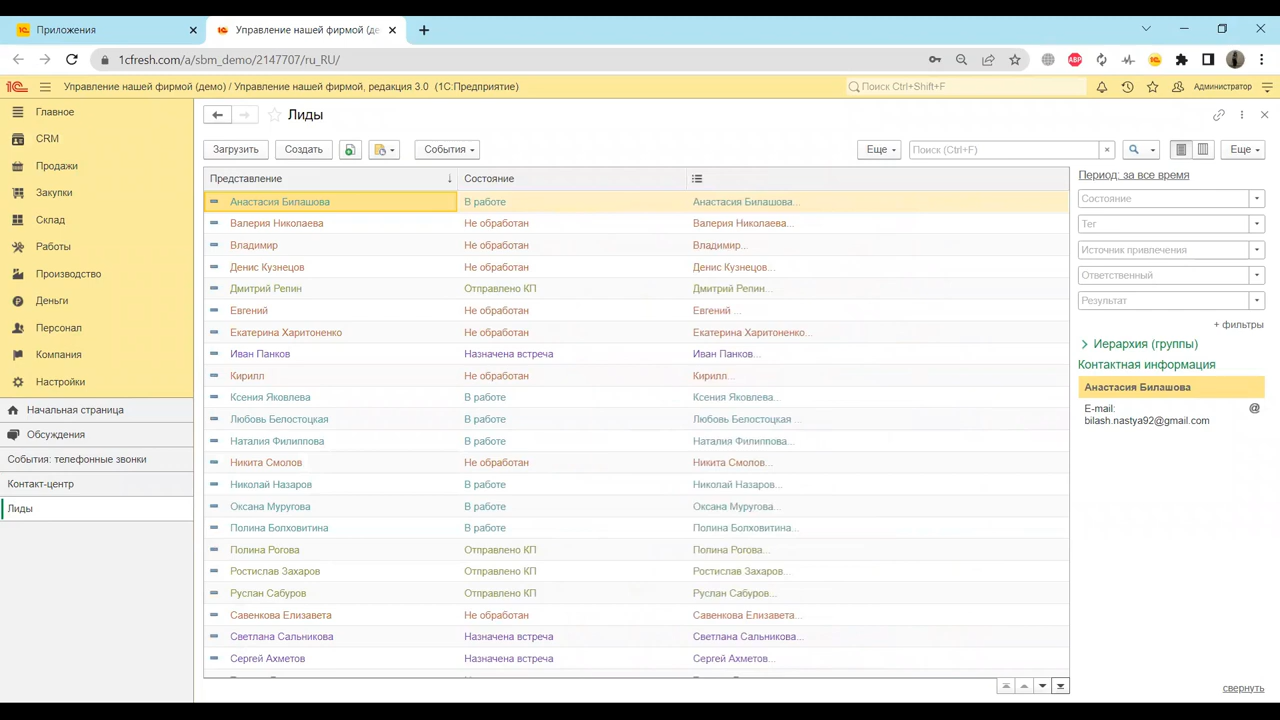 Приложения
Управление нашей фирмой (де
1cfresh.com/a/sbm_demo/2147707/ru_RU/
ABP
1С
Управление нашей фирмой (демо) / Управление нашей фирмой, редакция 3.0 (1С:Предприятие)
Поиск Ctrl+Shift+F
Администратор
Главное
CRM
Продажи
Закупки
Склад
Работы
Производство
Деньги
Персонал
Компания
Настройки
Начальная страница
Обсуждения
События: телефонные звонки
Контакт-центр
Лиды
Лиды
Загрузить
Создать
События
Еще
Поиск (Ctrl+F)
Еще
Представление ↓ Состояние
Анастасия Билашова В работе Анастасия Билашова...
Валерия Николаева Не обработан Валерия Николаева...
Владимир Не обработан Владимир...
Денис Кузнецов Не обработан Денис Кузнецов...
Дмитрий Репин Отправлено КП Дмитрий Репин...
Евгений Не обработан Евгений ...
Екатерина Харитоненко Не обработан Екатерина Харитоненко...
Иван Панков Назначена встреча Иван Панков...
Кирилл Не обработан Кирилл...
Ксения Яковлева В работе Ксения Яковлева...
Любовь Белостоцкая В работе Любовь Белостоцкая ...
Наталия Филиппова В работе Наталия Филиппова...
Никита Смолов Не обработан Никита Смолов...
Николай Назаров В работе Николай Назаров...
Оксана Муругова В работе Оксана Муругова...
Полина Болховитина В работе Полина Болховитина...
Полина Рогова Отправлено КП Полина Рогова...
Ростислав Захаров Отправлено КП Ростислав Захаров...
Руслан Сабуров Отправлено КП Руслан Сабуров...
Савенкова Елизавета Не обработан Савенкова Елизавета...
Светлана Сальникова Назначена встреча Светлана Сальникова...
Сергей Ахметов Назначена встреча Сергей Ахметов...
Период: за все время
Состояние
Тег
Источник привлечения
Ответственный
Результат
+ фильтры
Иерархия (группы)
Контактная информация
Анастасия Билашова
E-mail: @
bilash.nastya92@gmail.com
свернуть